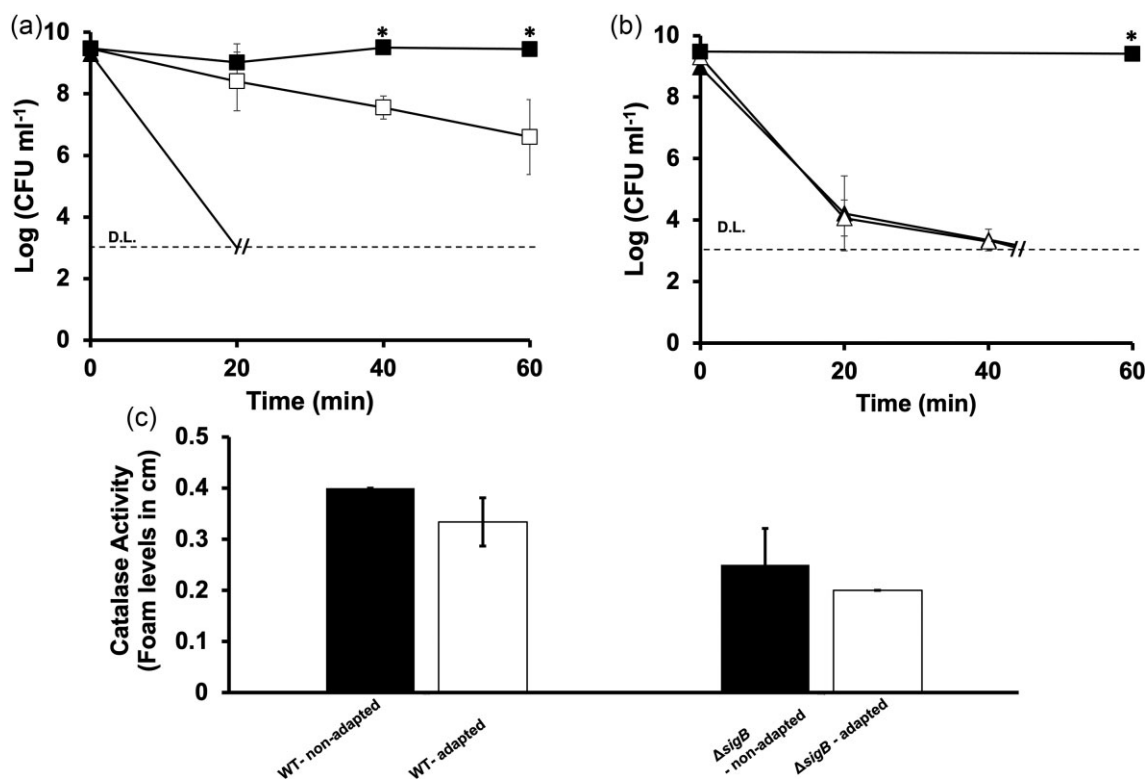 (a)
*
*
10
8
6
4
2
0
Log (CFU ml⁻¹)
D.L.
0 20 40 60
Time (min)
(b)
*
10
8
6
4
2
0
Log (CFU ml⁻¹)
D.L.
0 20 40 60
Time (min)
(c)
0.5
0.4
0.3
0.2
0.1
0
Catalase Activity
(Foam levels in cm)
WT- non-adapted
WT- adapted
ΔsigB
- non-adapted
ΔsigB - adapted